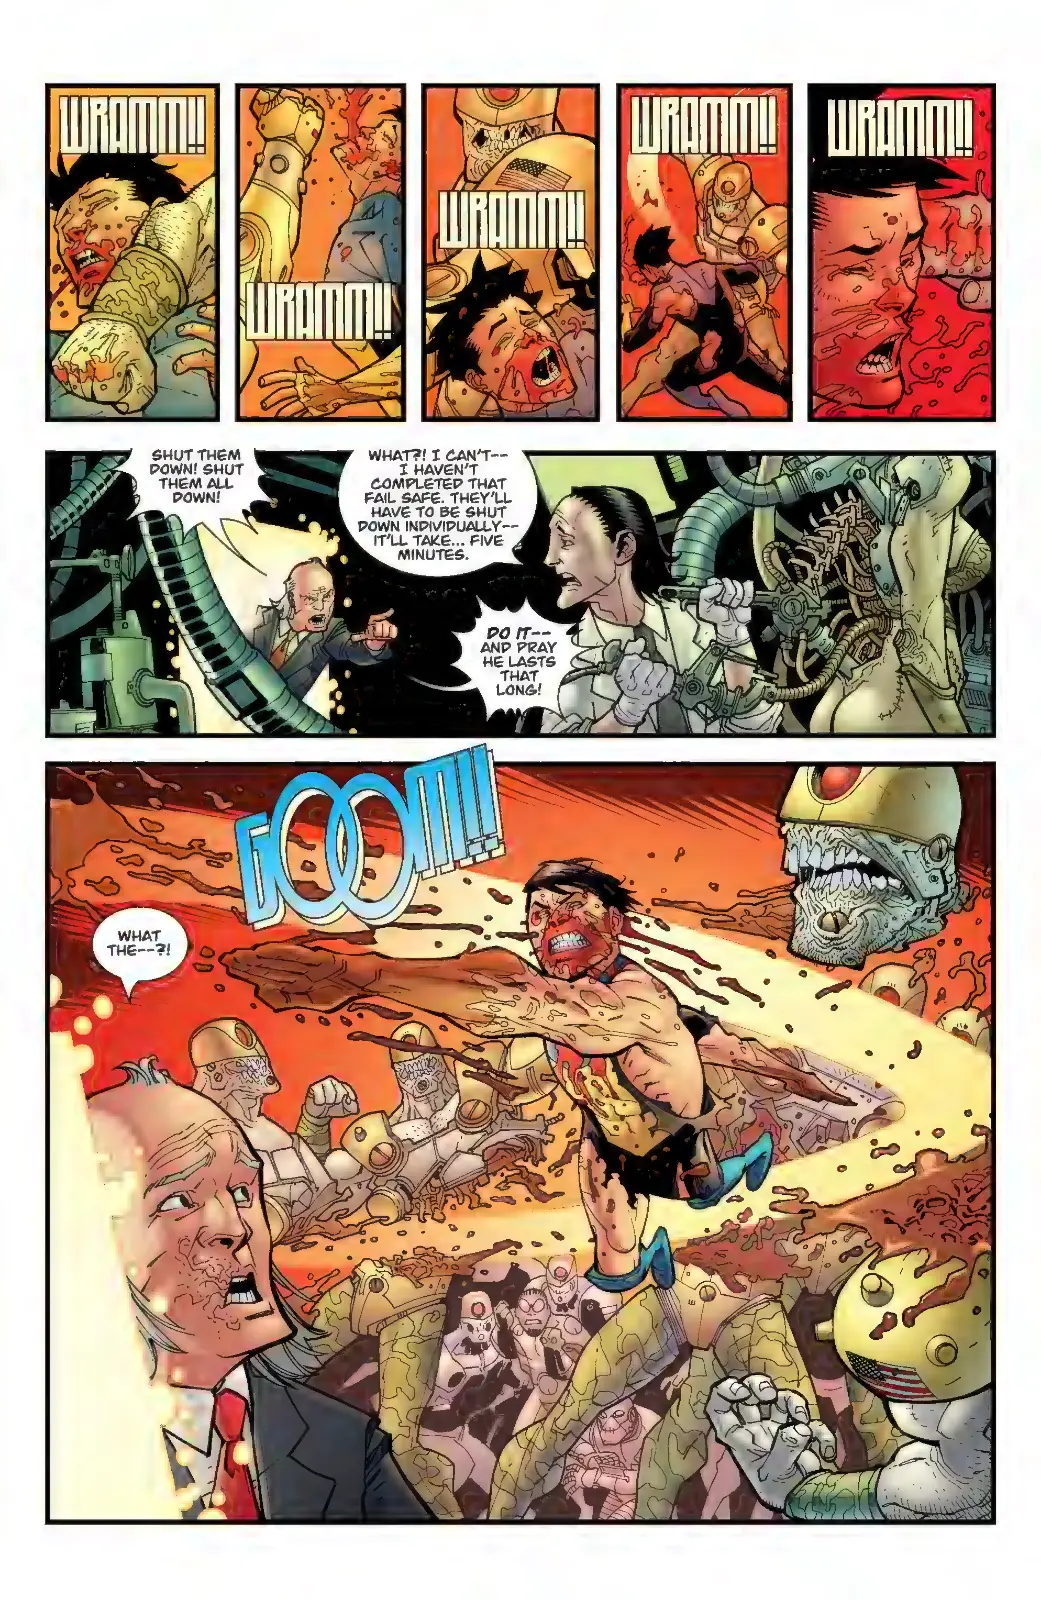 WRAMM!!
WRAMM!!
WRAMM!!
WRAMM!!
WRAMM!!
SHUT THEM
DOWN! SHUT
THEM ALL
DOWN!
WHAT?! I CAN'T--
I HAVEN'T
COMPLETED THAT
FAIL SAFE. THEY'LL
HAVE TO BE SHUT
DOWN INDIVIDUALLY--
IT'LL TAKE... FIVE
MINUTES.
DO IT--
AND PRAY
HE LASTS
THAT
LONG!
GOOM!!
WHAT
THE--?!